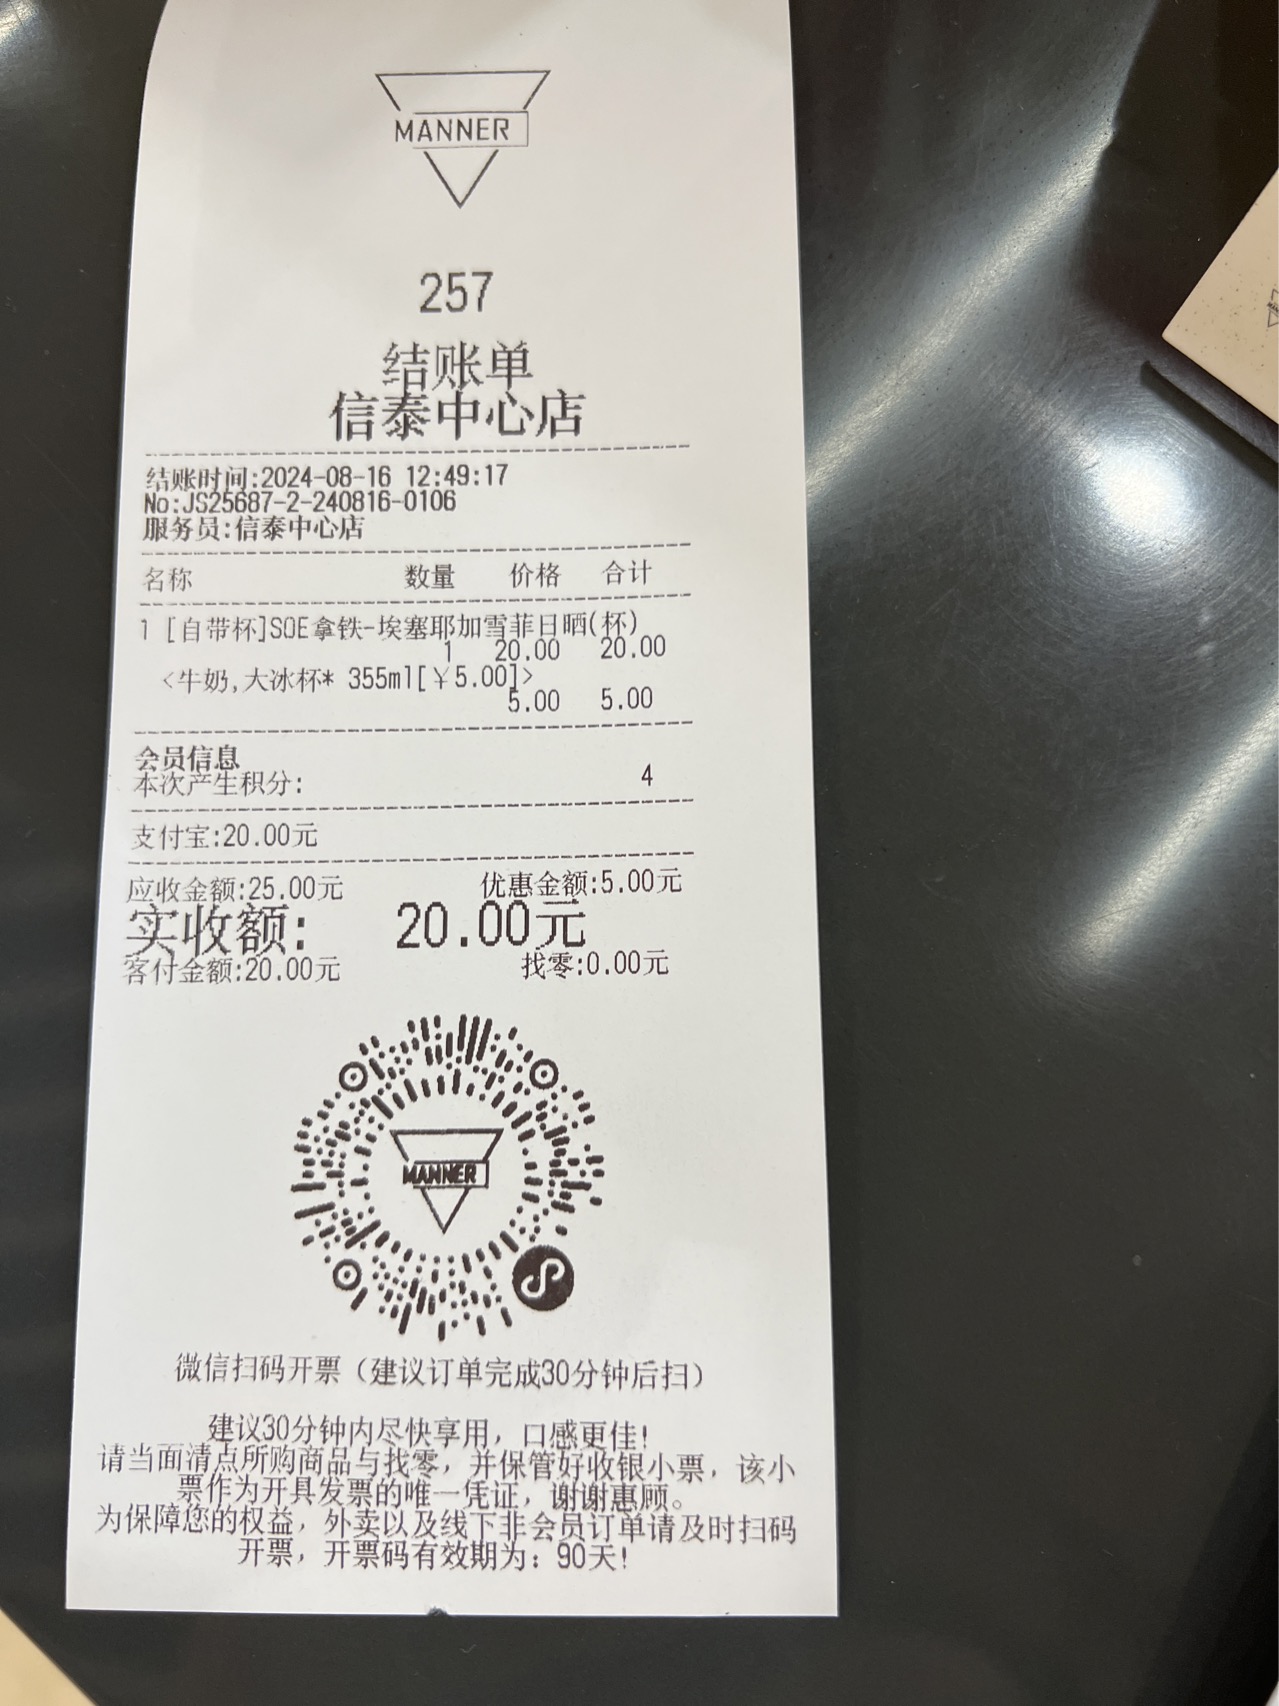 MANNER
257
结账单
信泰中心店
结账时间:2024-08-16 12:49:17
No:JS25687-2-240816-0106
服务员:信泰中心店
名称 数量 价格 合计
1 [自带杯]SOE拿铁-埃塞耶加雪菲日晒(杯)
1 20.00 20.00
<牛奶,大冰杯* 355ml[￥5.00]>
5.00 5.00
会员信息
本次产生积分: 4
支付宝:20.00元
应收金额:25.00元 优惠金额:5.00元
实收额: 20.00元
客付金额:20.00元 找零:0.00元
MANNER
微信扫码开票（建议订单完成30分钟后扫）
建议30分钟内尽快享用，口感更佳!
请当面清点所购商品与找零，并保管好收银小票，该小
票作为开具发票的唯一凭证，谢谢惠顾。
为保障您的权益，外卖以及线下非会员订单请及时扫码
开票，开票码有效期为：90天!